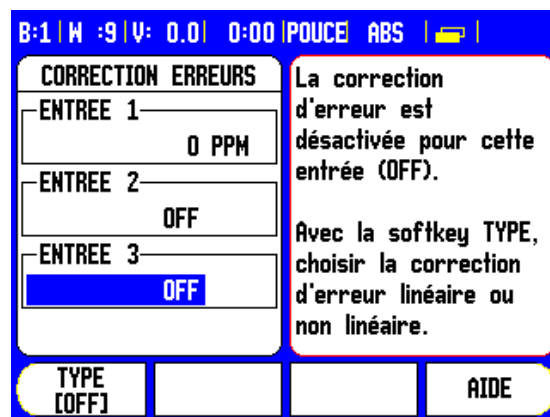 B:1 | W :9 | V: 0.0 | 0:00 | POUCE | ABS |
CORRECTION ERREURS
ENTREE 1
0 PPM
ENTREE 2
OFF
ENTREE 3
OFF
La correction
d'erreur est
désactivée pour cette
entrée (OFF).
Avec la softkey TYPE,
choisir la correction
d'erreur linéaire ou
non linéaire.
TYPE
[OFF]
AIDE